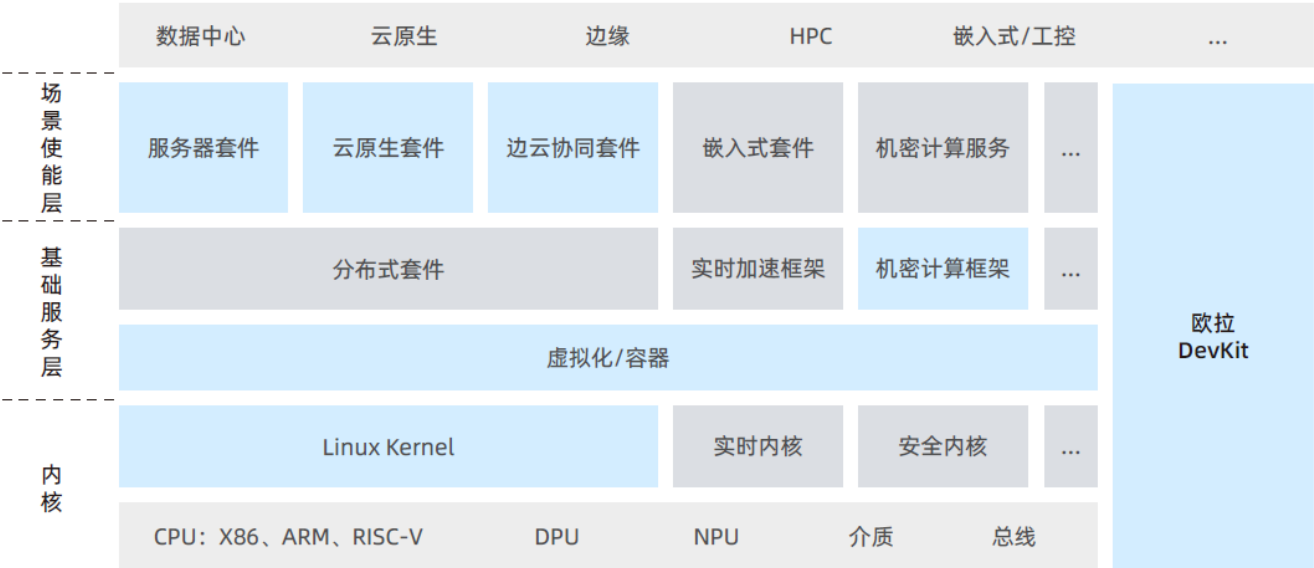 数据中心 云原生 边缘 HPC 嵌入式/工控 ...
场景使能层
服务器套件 云原生套件 边云协同套件 嵌入式套件 机密计算服务 ...
基础服务层
分布式套件 实时加速框架 机密计算框架 ...
虚拟化/容器
欧拉
DevKit
内核
Linux Kernel 实时内核 安全内核 ...
CPU：X86、ARM、RISC-V DPU NPU 介质 总线